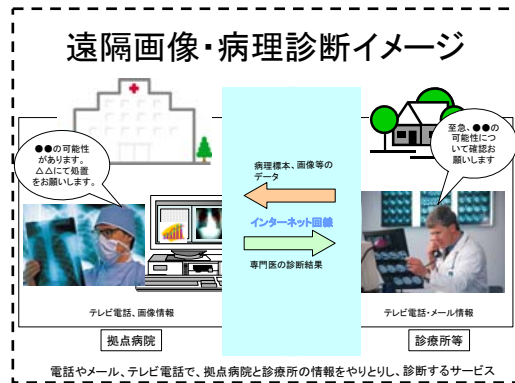 遠隔画像・病理診断イメージ
●●の可能性
があります。
△△にて処置
をお願いします。
至急、●●の
可能性につ
いて確認お
願いします
病理標本、画像等の
データ
インターネット回線
専門医の診断結果
テレビ電話、画像情報
テレビ電話・メール情報
拠点病院
診療所等
電話やメール、テレビ電話で、拠点病院と診療所の情報をやりとりし、診断するサービス